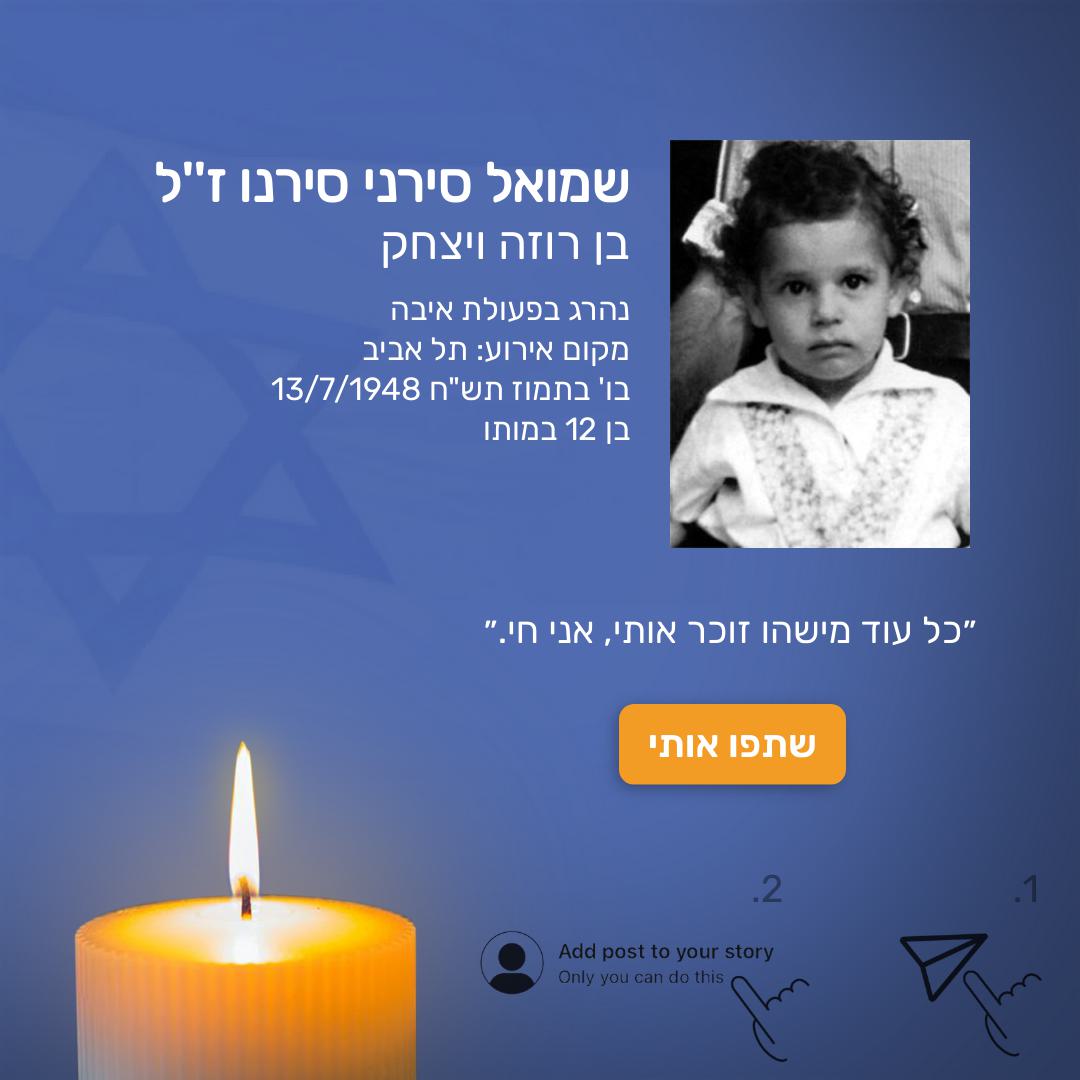 שמואל סירני סירנו ז"ל
בן רוזה ויצחק
נהרג בפעולת איבה
מקום אירוע: תל אביב
בו' בתמוז תש"ח 13/7/1948
בן 12 במותו
״כל עוד מישהו זוכר אותי, אני חי.״
שתפו אותי
1.
2.
Add post to your story
Only you can do this